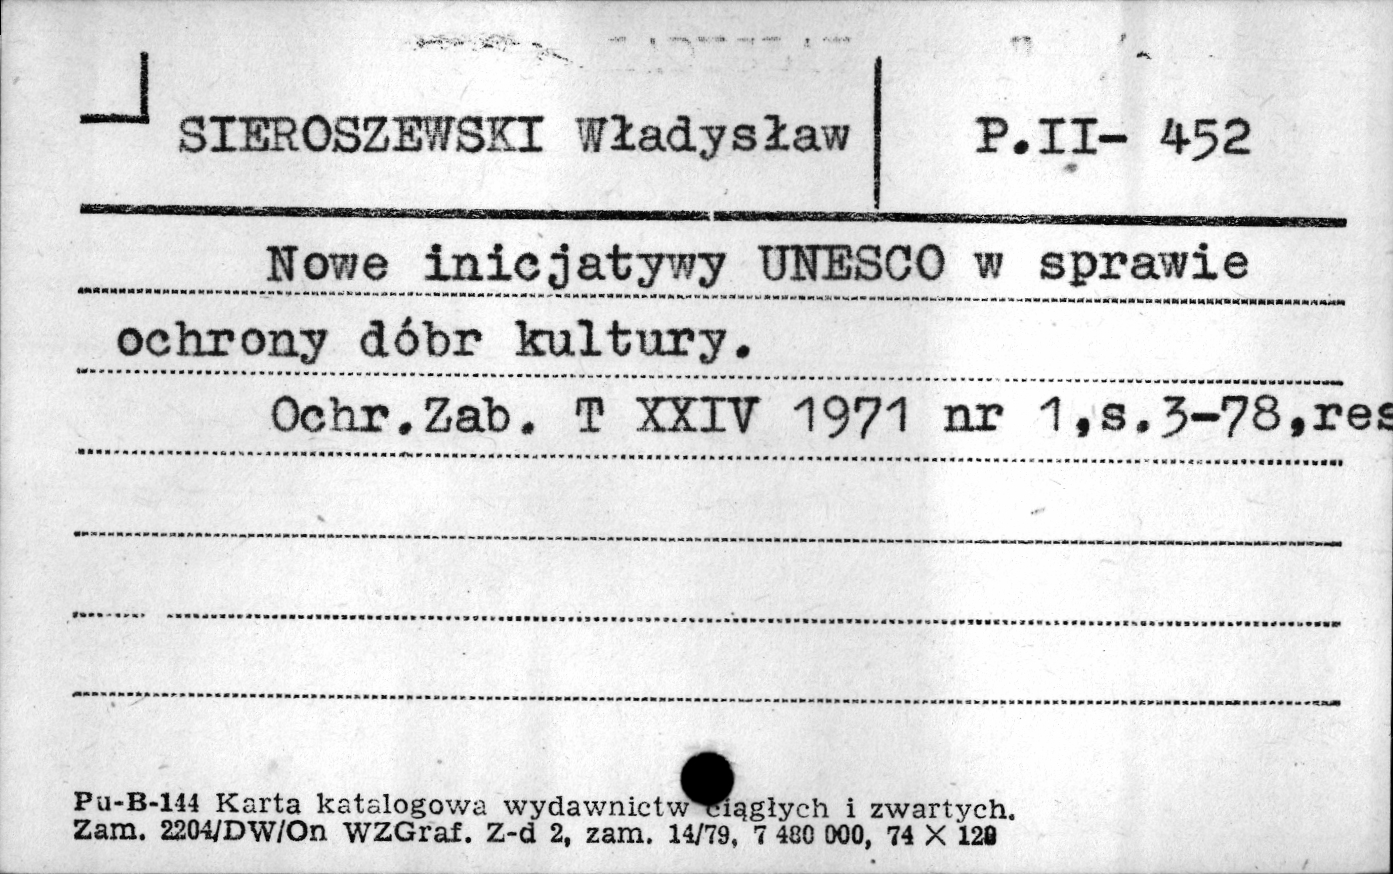 SIEROSZEWSKI Władysław P.II- 452
Nowe inicjatywy UNESCO w sprawie
ochrony dóbr kultury.
Ochr.Zab. T XXIV 1971 nr 1,s.3-78,res
Pu-B-144 Karta katalogowa wydawnictw ciągłych i zwartych.
Zam. 2204/DW/On WZGraf. Z-d 2, zam. 14/79, 7 480 000, 74 X 128